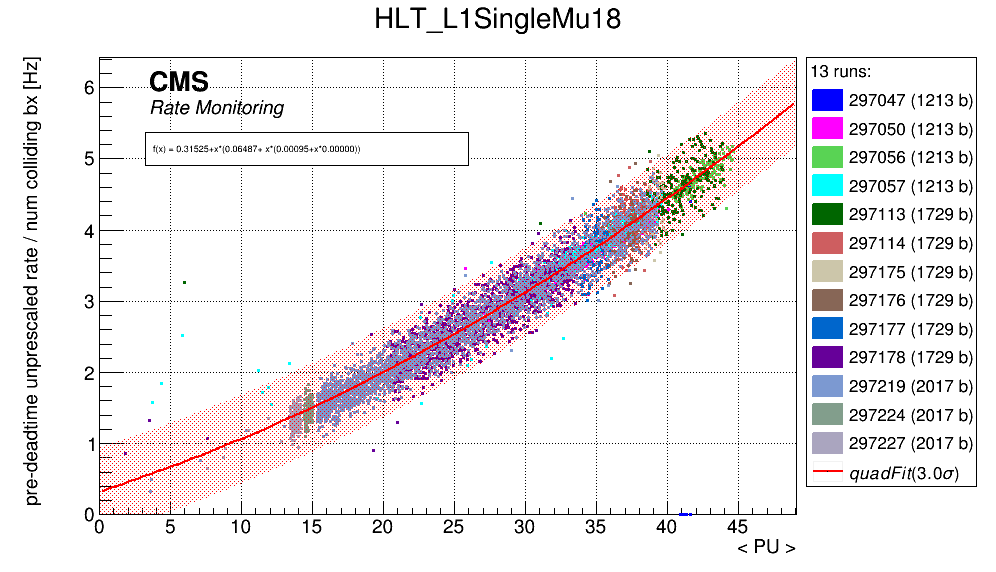 HLT_L1SingleMu18
pre-deadtime unprescaled rate / num colliding bx [Hz]
CMS
Rate Monitoring
f(x) = 0.31525+x*(0.06487+ x*(0.00095+x*0.00000))
6
5
4
3
2
1
0
0 5 10 15 20 25 30 35 40 45
< PU >
13 runs:
297047 (1213 b)
297050 (1213 b)
297056 (1213 b)
297057 (1213 b)
297113 (1729 b)
297114 (1729 b)
297175 (1729 b)
297176 (1729 b)
297177 (1729 b)
297178 (1729 b)
297219 (2017 b)
297224 (2017 b)
297227 (2017 b)
quadFit(3.0σ)